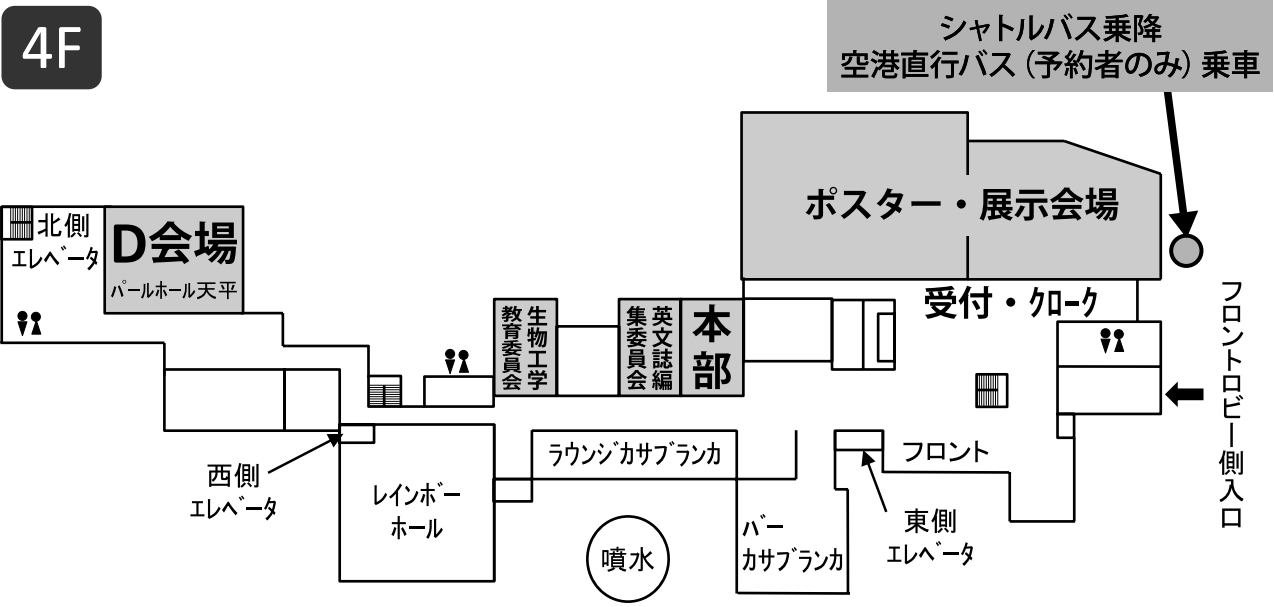 4F
シャトルバス乗降
空港直行バス（予約者のみ）乗車
ポスター・展示会場
北側
エレベータ
D会場
パールホール天平
受付・クローク
フロントロビー側入口
生物工学
教育委員会
英文誌編
集委員会
本部
西側
エレベータ
レインボー
ホール
ラウンジカサブランカ
噴水
バー
カサブランカ
フロント
東側
エレベータ